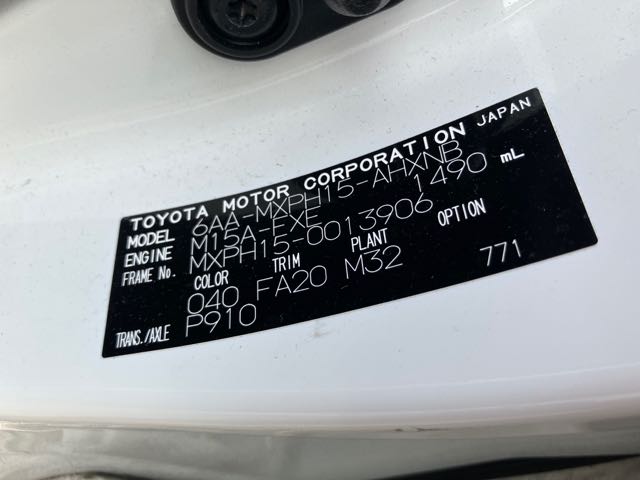 TOYOTA MOTOR CORPORATION JAPAN
MODEL 6AA-MXPH15-AHXNB
ENGINE M15A-FXE 1490 mL
FRAME No. MXPH15-0013906
COLOR TRIM PLANT OPTION
040 FA20 M32 771
TRANS./AXLE P910